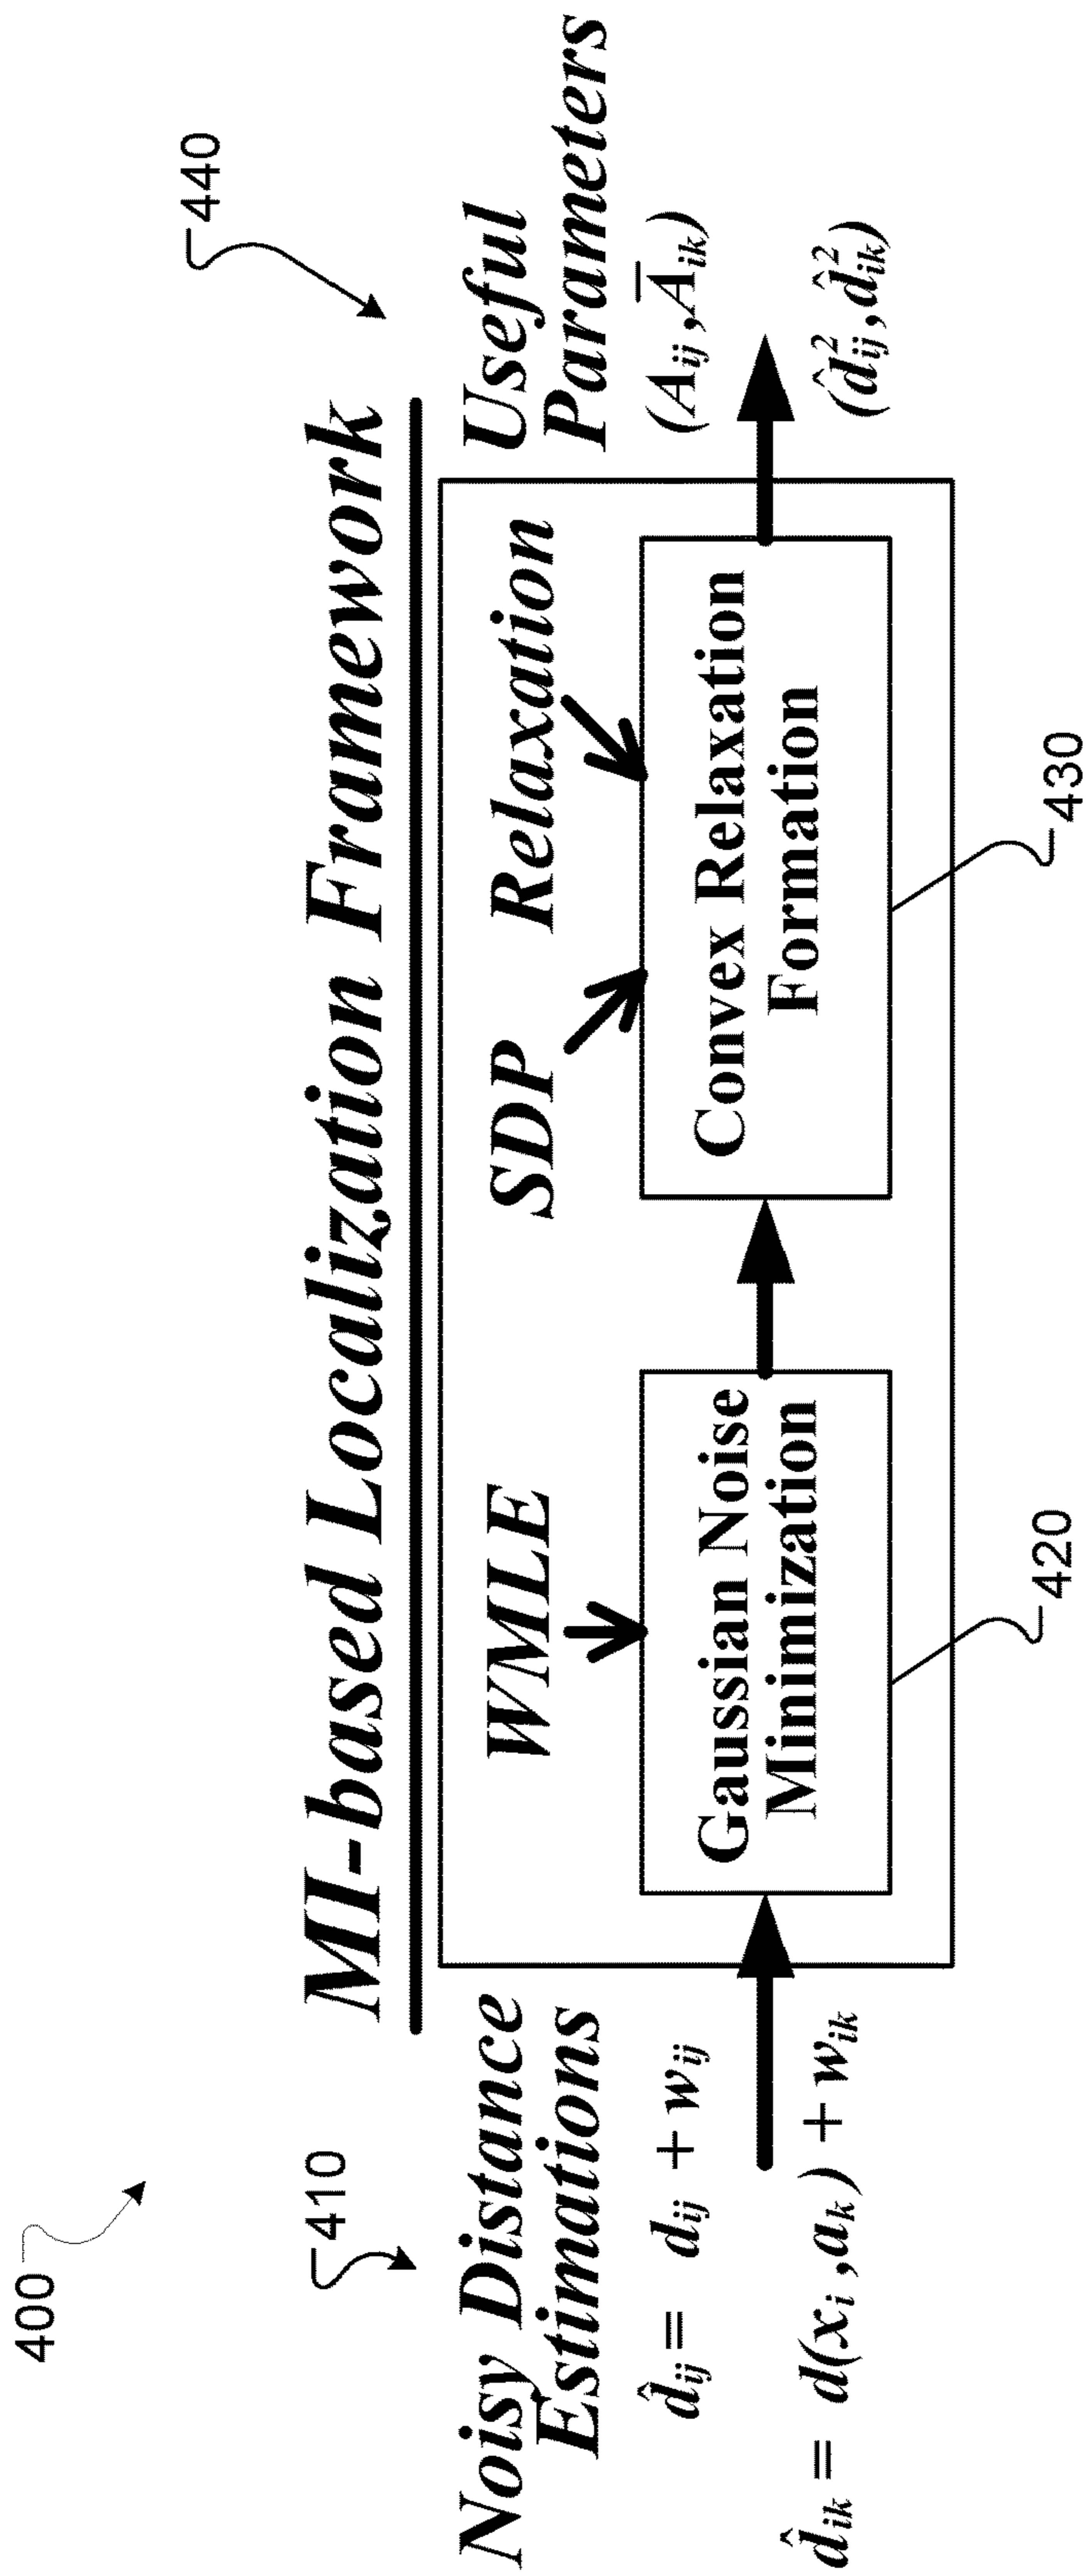 400
MI-based Localization Framework
410
Noisy Distance
Estimations
d̂ij = dij + wij
d̂ik = d(xi ,ak) + wik
WMLE
Gaussian Noise
Minimization
420
SDP Relaxation
Convex Relaxation
Formation
430
440
Useful
Parameters
(Aij ,A̅ik)
(d̂²ij ,d̂²ik)